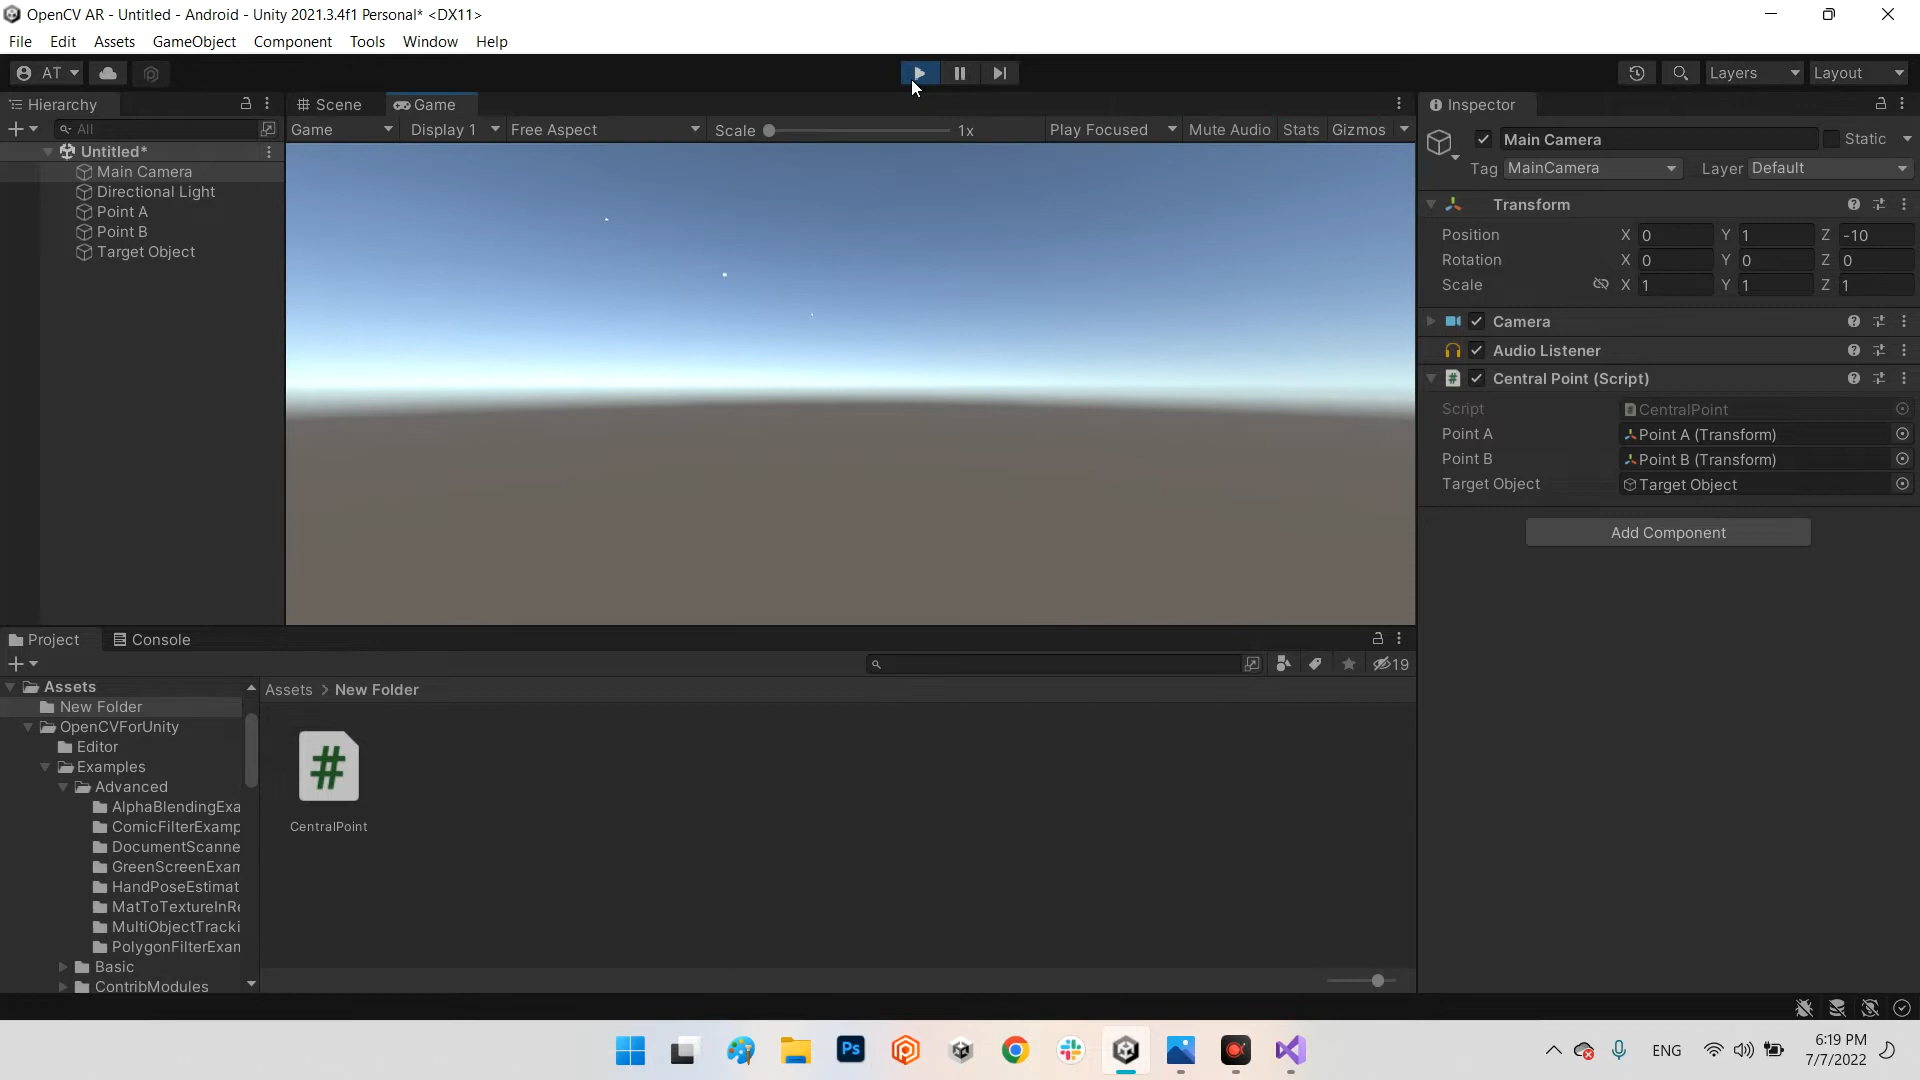 OpenCV AR - Untitled - Android - Unity 2021.3.4f1 Personal* <DX11>
File Edit Assets GameObject Component Tools Window Help
AT Layers Layout
Hierarchy
All
Untitled*
Main Camera
Directional Light
Point A
Point B
Target Object
Scene Game
Game Display 1 Free Aspect Scale 1x Play Focused Mute Audio Stats Gizmos
Inspector
Main Camera Static
Tag MainCamera Layer Default
Transform
Position X 0 Y 1 Z -10
Rotation X 0 Y 0 Z 0
Scale X 1 Y 1 Z 1
Camera
Audio Listener
# Central Point (Script)
Script CentralPoint
Point A Point A (Transform)
Point B Point B (Transform)
Target Object Target Object
Add Component
Project Console
19
Assets
New Folder
OpenCVForUnity
Editor
Examples
Advanced
AlphaBlendingExa
ComicFilterExamp
DocumentScanne
GreenScreenExam
HandPoseEstimat
MatToTextureInRe
MultiObjectTracki
PolygonFilterExam
Basic
ContribModules
Assets > New Folder
#
CentralPoint
Ps
ENG
6:19 PM
7/7/2022